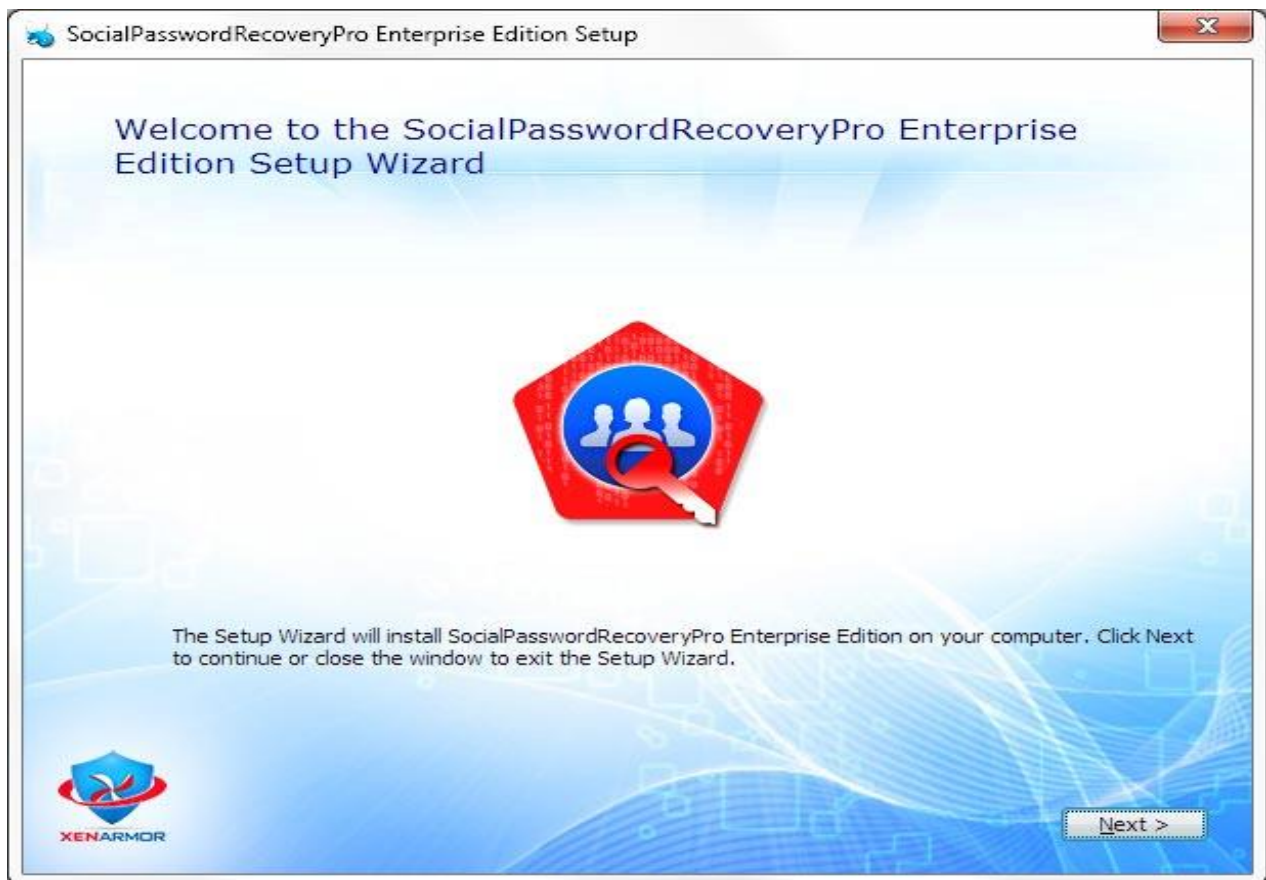 SocialPasswordRecoveryPro Enterprise Edition Setup
Welcome to the SocialPasswordRecoveryPro Enterprise
Edition Setup Wizard
The Setup Wizard will install SocialPasswordRecoveryPro Enterprise Edition on your computer. Click Next
to continue or close the window to exit the Setup Wizard.
XENARMOR
Next >